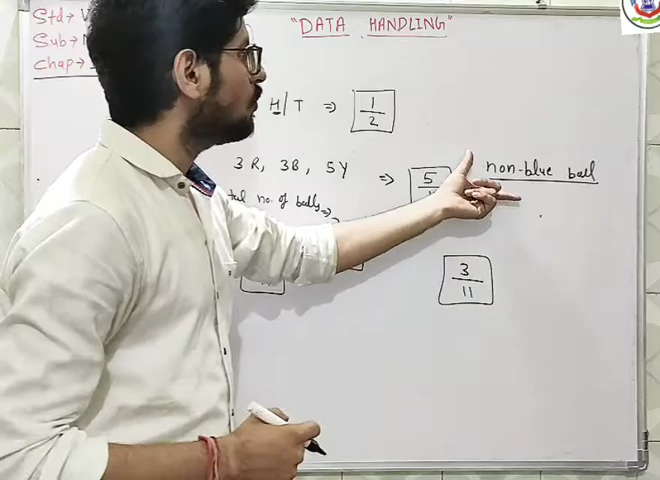 Std→
"DATA HANDLING"
Sub→
Chap→
H/T ⇒ 1/2
3R, 3B, 5Y ⇒ 5/
non-blue ball
no. of balls ⇒
3/11